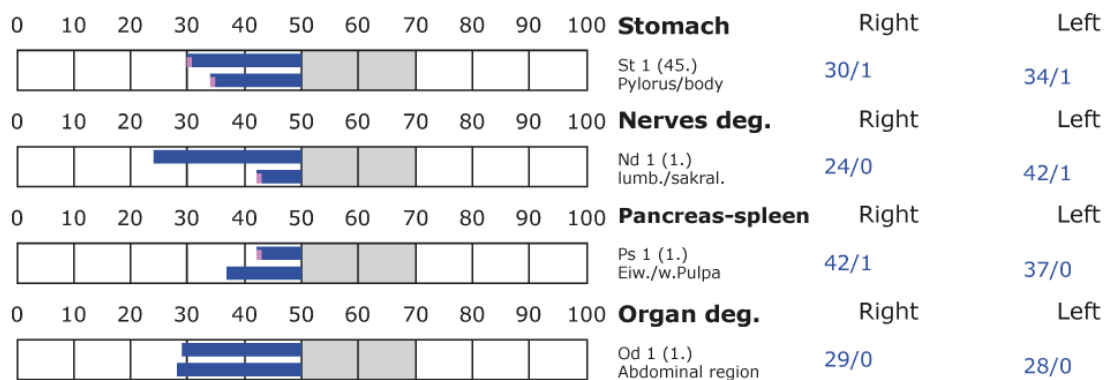 0 10 20 30 40 50 60 70 80 90 100 Stomach Right Left
St 1 (45.) 30/1 34/1
Pylorus/body
0 10 20 30 40 50 60 70 80 90 100 Nerves deg. Right Left
Nd 1 (1.) 24/0 42/1
lumb./sakral.
0 10 20 30 40 50 60 70 80 90 100 Pancreas-spleen Right Left
Ps 1 (1.) 42/1 37/0
Eiw./w.Pulpa
0 10 20 30 40 50 60 70 80 90 100 Organ deg. Right Left
Od 1 (1.) 29/0 28/0
Abdominal region